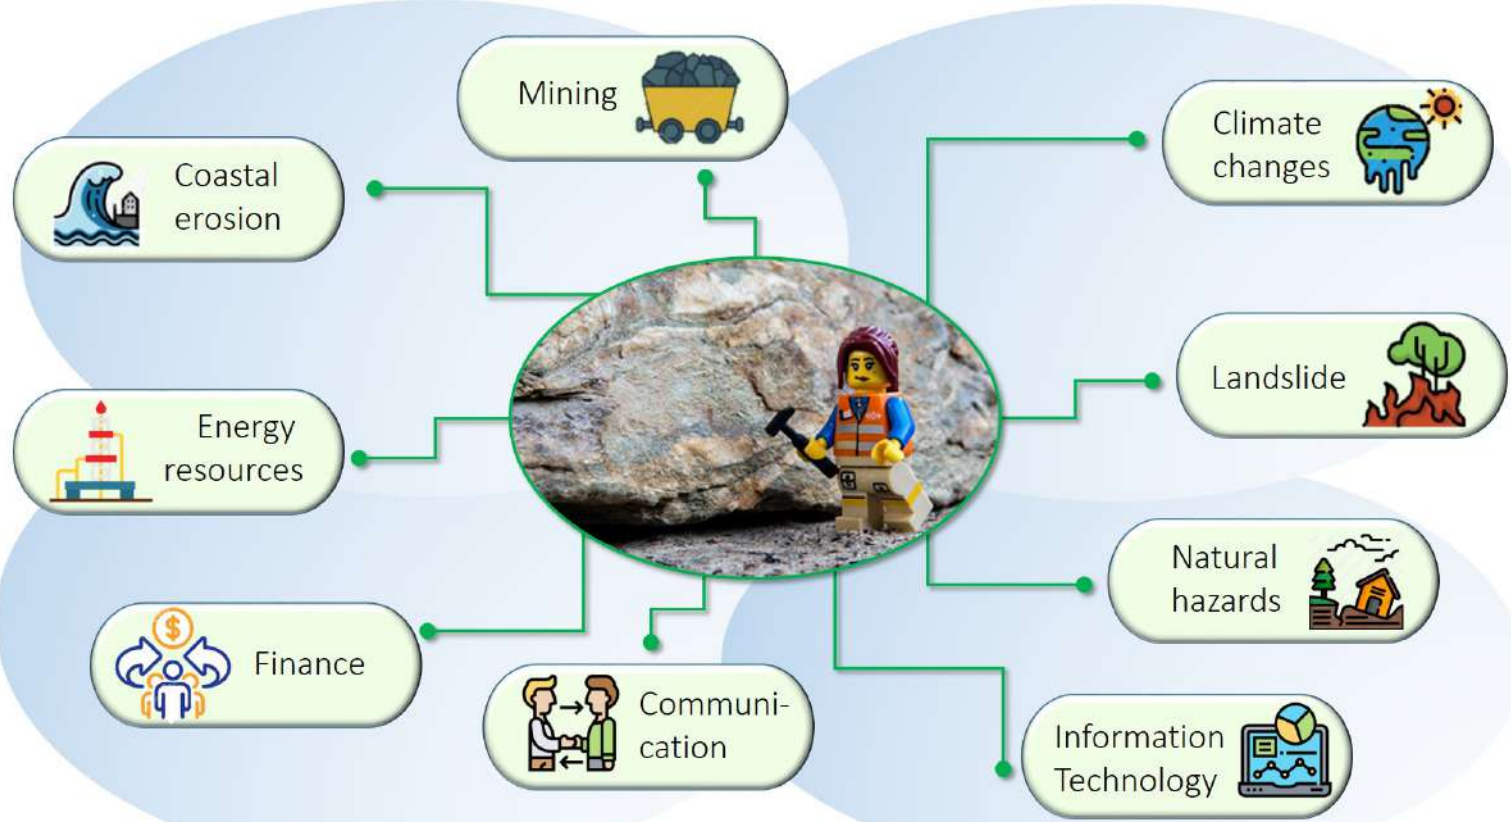 Mining
Climate
changes
Coastal
erosion
Landslide
Energy
resources
Natural
hazards
Finance
Communi-
cation
Information
Technology